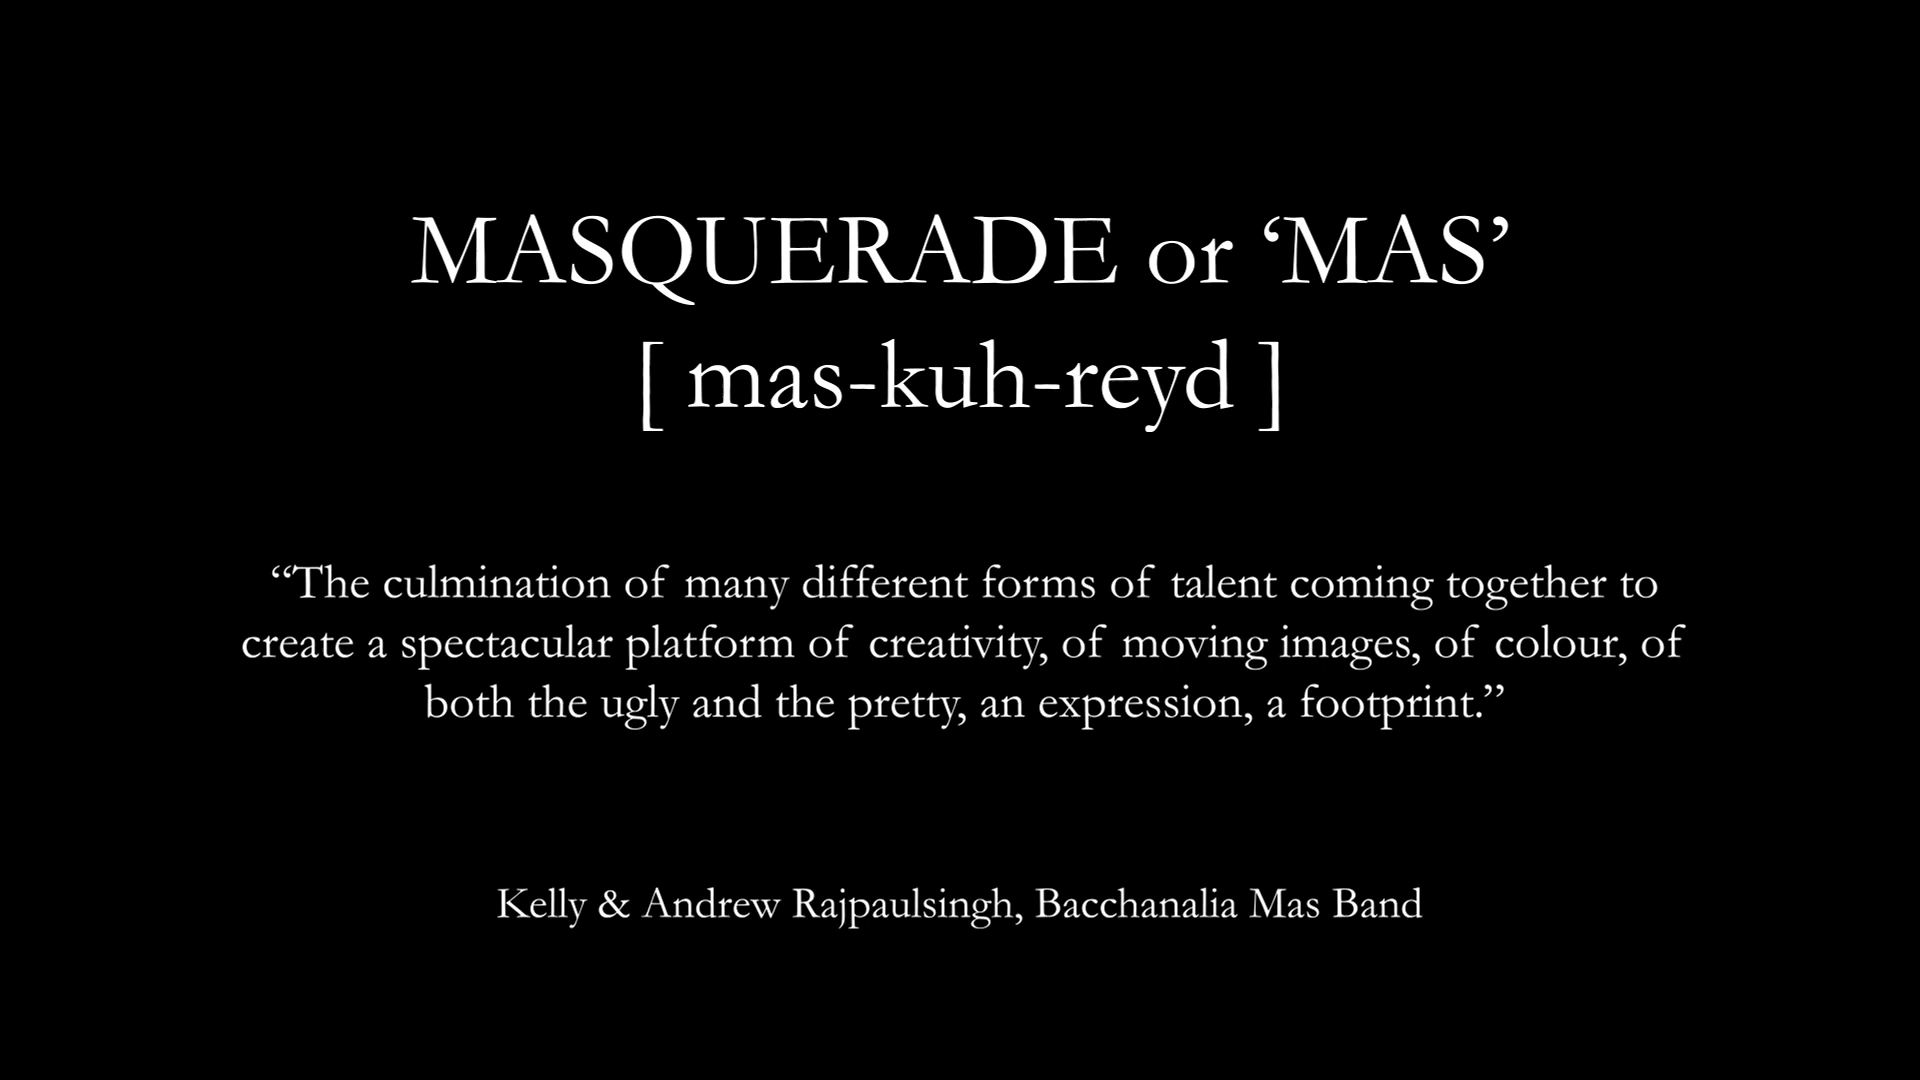 MASQUERADE or ‘MAS’
[ mas-kuh-reyd ]
“The culmination of many different forms of talent coming together to
create a spectacular platform of creativity, of moving images, of colour, of
both the ugly and the pretty, an expression, a footprint.”
Kelly & Andrew Rajpaulsingh, Bacchanalia Mas Band